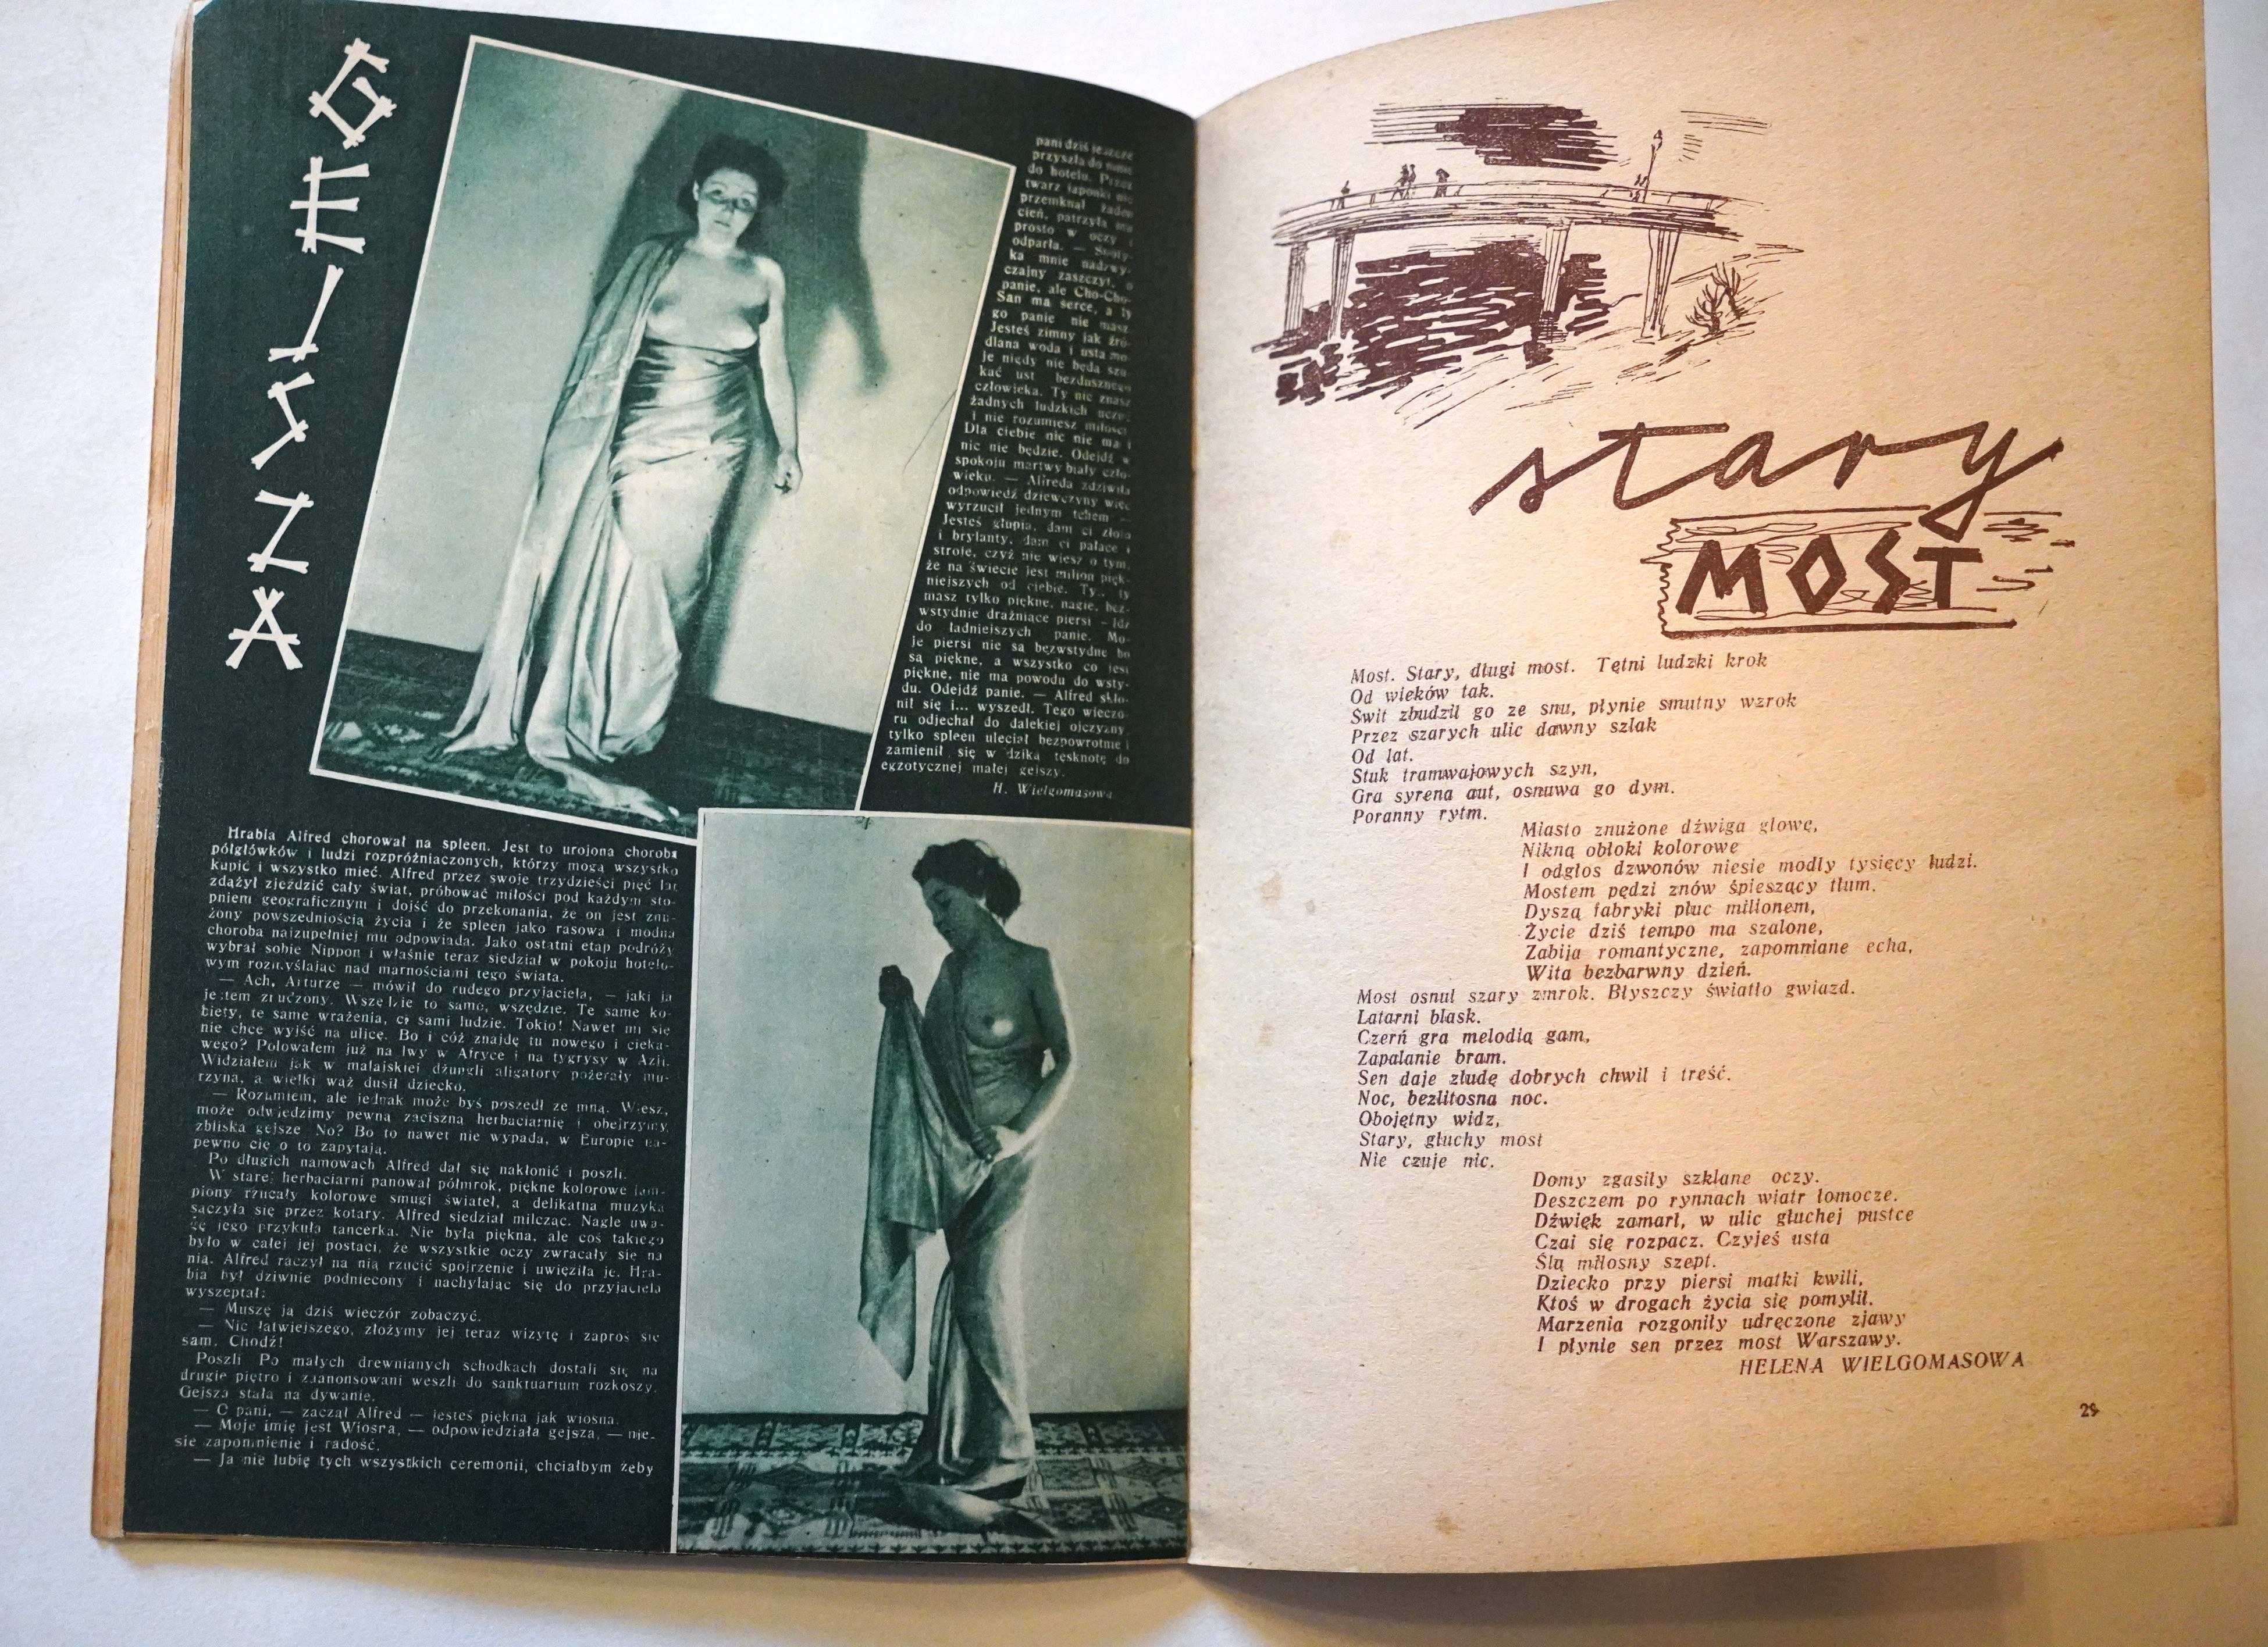 GEJSZA
Hrabia Alfred chorował na spleen. Jest to urojona choroba
półgłówków i ludzi rozpróżniaczonych, którzy mogą wszystko
kupić i wszystko mieć. Alfred przez swoje trzydzieści pięć lat
zdążył zjeździć cały świat, próbować miłości pod każdym sto-
pniem geograficznym i dojść do przekonania, że on jest znu-
żony powszedniością życia i że spleen jako rasowa i modna
choroba najzupełniej mu odpowiada. Jako ostatni etap podróży
wybrał sobie Nippon i właśnie teraz siedział w pokoju hotelo-
wym rozmyślając nad marnościami tego świata.
— Ach, Arturze — mówił do rudego przyjaciela, — jaki ja
jestem znudzony. Wszędzie to samo, wszędzie. Te same ko-
biety, te same wrażenia, ci sami ludzie. Tokio! Nawet mi się
nie chce wyjść na ulicę. Bo i cóż znajdę tu nowego i cieka-
wego? Polowałem już na lwy w Afryce i na tygrysy w Azji.
Widziałem jak w malajskiej dżungli aligatory pożerały mu-
rzyna, a wielki wąż dusił dziecko.
— Rozumiem, ale jednak może byś poszedł ze mną. Wiesz,
może odwiedzimy pewną zaciszną herbaciarnię i obejrzymy
zbliska gejsze No? Bo to nawet nie wypada, w Europie na-
pewno cię o to zapytają.
Po długich namowach Alfred dał się nakłonić i poszli.
W starej herbaciarni panował półmrok, piękne kolorowe lam-
piony rzucały kolorowe smugi świateł, a delikatna muzyka
sączyła się przez kotary. Alfred siedział milcząc. Nagle uwa-
gę jego przykuła tancerka. Nie była piękna, ale coś takiego
było w całej jej postaci, że wszystkie oczy zwracały się na
nią. Alfred raczył na nią rzucić spojrzenie i uwięziła je. Hra-
bia był dziwnie podniecony i nachylając się do przyjaciela
wyszeptał:
— Muszę ją dziś wieczór zobaczyć.
— Nic łatwiejszego, złożymy jej teraz wizytę i zaproś się
sam. Chodź!
Poszli Po małych drewnianych schodkach dostali się na
drugie piętro i zaanonsowani weszli do sanktuarium rozkoszy.
Gejsza stała na dywanie.
— O pani, — zaczął Alfred — jesteś piękna jak wiosna.
— Moje imię jest Wiosna, — odpowiedziała gejsza, — nie-
sie zapomnienie i radość.
— Ja nie lubię tych wszystkich ceremonii, chciałbym żeby
pani dziś jeszcze
przyszła do mnie
do hotelu. Przez
twarz japonki nie
przemknął żaden
cień, patrzyła mu
prosto w oczy i
odparła. — Spoty-
ka mnie nadzwy-
czajny zaszczyt, o
panie, ale Cho-Cho-
San ma serce, a ty
go panie nie masz.
Jesteś zimny jak źró-
dlana woda i usta mo-
je nigdy nie będą szu-
kać ust bezdusznego
człowieka. Ty nie znasz
żadnych ludzkich uczuć
i nie rozumiesz miłości
Dla ciebie nic nie ma i
nic nie będzie. Odejdź w
spokoju martwy biały czło-
wieku. — Alfreda zdziwiła
odpowiedź dziewczyny więc
wyrzucił jednym tchem —
Jesteś głupia, dam ci złoto
i brylanty, dam ci pałace i
stroje, czyż nie wiesz o tym,
że na świecie jest milion pięk-
niejszych od ciebie. Ty.. ty
masz tylko piękne, nagie, bez-
wstydnie drażniące piersi — Idź
do ładniejszych panie. Mo-
je piersi nie są bezwstydne bo
są piękne, a wszystko co jest
piękne, nie ma powodu do wsty-
du. Odejdź panie. — Alfred skło-
nił się i... wyszedł. Tego wieczo-
ru odjechał do dalekiej ojczyzny
tylko spleen uleciał bezpowrotnie i
zamienił się w dziką tęsknotę do
egzotycznej małej gejszy.
H. Wielgomasowa
stary
MOST
Most. Stary, długi most. Tętni ludzki krok
Od wieków tak.
Świt zbudził go ze snu, płynie smutny wzrok
Przez szarych ulic dawny szlak
Od lat.
Stuk tramwajowych szyn,
Gra syrena aut, osnuwa go dym.
Poranny rytm.
Miasto znużone dźwiga głowę,
Nikną obłoki kolorowe
I odgłos dzwonów niesie modły tysięcy ludzi.
Mostem pędzi znów śpieszący tłum.
Dyszą fabryki płuc milionem,
Życie dziś tempo ma szalone,
Zabija romantyczne, zapomniane echa,
Wita bezbarwny dzień.
Most osnuł szary zmrok. Błyszczy światło gwiazd.
Latarni blask.
Czerń gra melodią gam,
Zapalanie bram.
Sen daje złudę dobrych chwil i treść.
Noc, bezlitosna noc.
Obojętny widz,
Stary, głuchy most
Nie czuje nic.
Domy zgasiły szklane oczy.
Deszczem po rynnach wiatr łomocze.
Dźwięk zamarł, w ulic głuchej pustce
Czai się rozpacz. Czyjeś usta
Ślą miłosny szept.
Dziecko przy piersi matki kwili,
Ktoś w drogach życia się pomylił.
Marzenia rozgoniły udręczone zjawy
I płynie sen przez most Warszawy.
HELENA WIELGOMASOWA
29